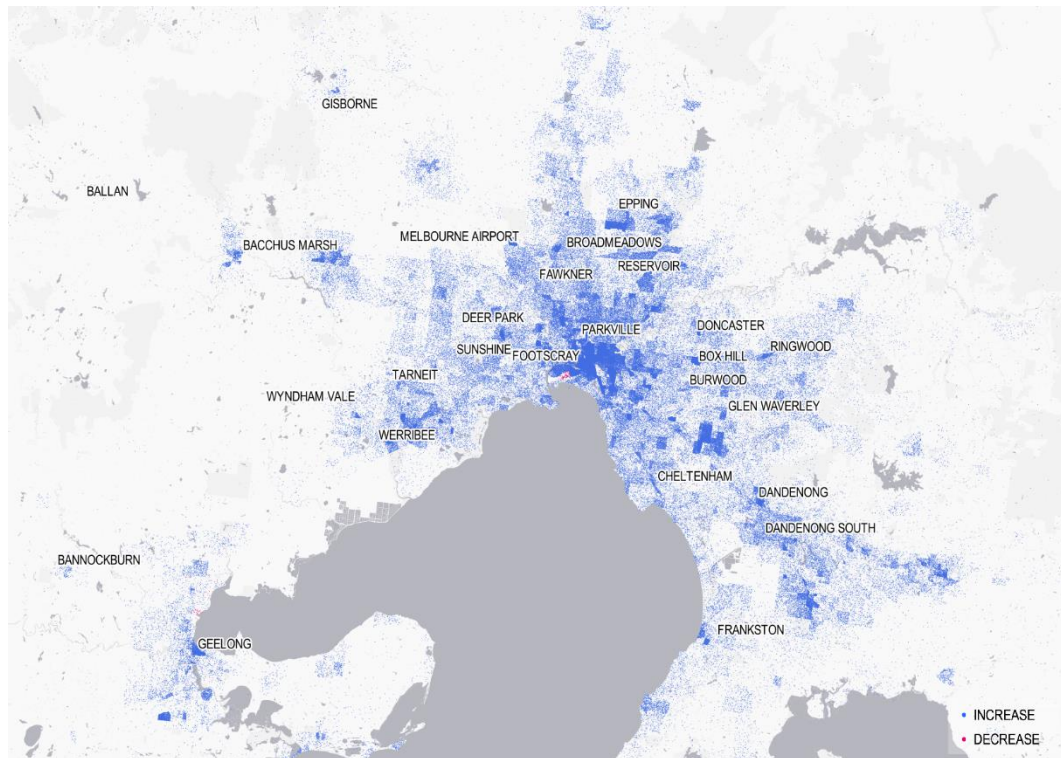 GISBORNE
BALLAN
EPPING
BACCHUS MARSH
MELBOURNE AIRPORT
BROADMEADOWS
FAWKNER
RESERVOIR
DEER PARK
PARKVILLE
DONCASTER
SUNSHINE
FOOTSCRAY
BOX HILL
RINGWOOD
TARNEIT
BURWOOD
WYNDHAM VALE
GLEN WAVERLEY
WERRIBEE
CHELTENHAM
DANDENONG
DANDENONG SOUTH
BANNOCKBURN
FRANKSTON
GEELONG
INCREASE
DECREASE